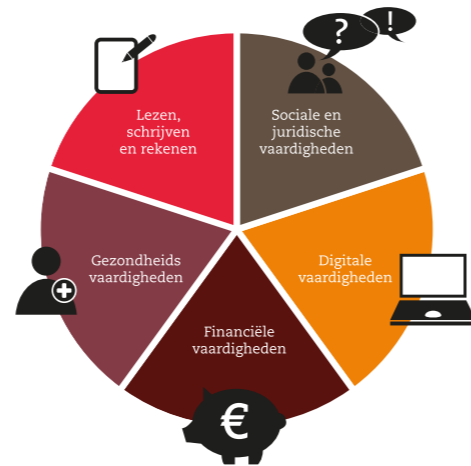 ?
!
Lezen,
schrijven
en rekenen
Sociale en
juridische
vaardigheden
Gezondheids
vaardigheden
Digitale
vaardigheden
Financiële
vaardigheden
€